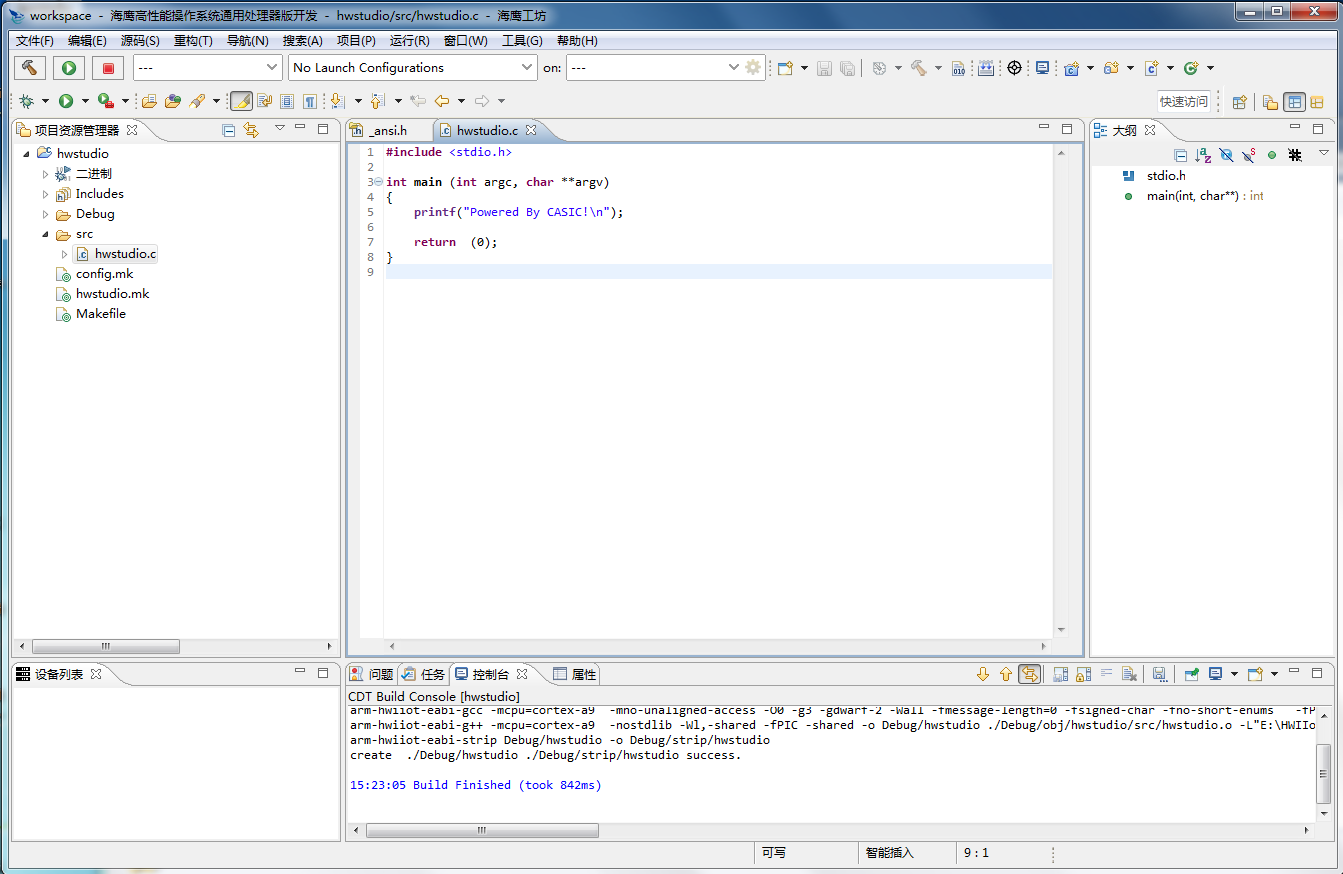 workspace - 海鹰高性能操作系统通用处理器版开发 - hwstudio/src/hwstudio.c - 海鹰工坊
文件(F) 编辑(E) 源码(S) 重构(T) 导航(N) 搜索(A) 项目(P) 运行(R) 窗口(W) 工具(G) 帮助(H)
--- No Launch Configurations on: --- 010
快速访问
项目资源管理器
hwstudio
二进制
Includes
Debug
src
hwstudio.c
config.mk
hwstudio.mk
Makefile
_ansi.h hwstudio.c
1 #include <stdio.h>
2
3 int main (int argc, char **argv)
4 {
5 printf("Powered By CASIC!\n");
6
7 return (0);
8 }
9
大纲
stdio.h
main(int, char**) : int
设备列表
问题 任务 控制台 属性
CDT Build Console [hwstudio]
arm-hwiiot-eabi-gcc -mcpu=cortex-a9 -mno-unaligned-access -O0 -g3 -gdwarf-2 -Wall -fmessage-length=0 -fsigned-char -fno-short-enums -fP
arm-hwiiot-eabi-g++ -mcpu=cortex-a9 -nostdlib -Wl,-shared -fPIC -shared -o Debug/hwstudio ./Debug/obj/hwstudio/src/hwstudio.o -L"E:\HWIIo
arm-hwiiot-eabi-strip Debug/hwstudio -o Debug/strip/hwstudio
create ./Debug/hwstudio ./Debug/strip/hwstudio success.
15:23:05 Build Finished (took 842ms)
可写 智能插入 9 : 1